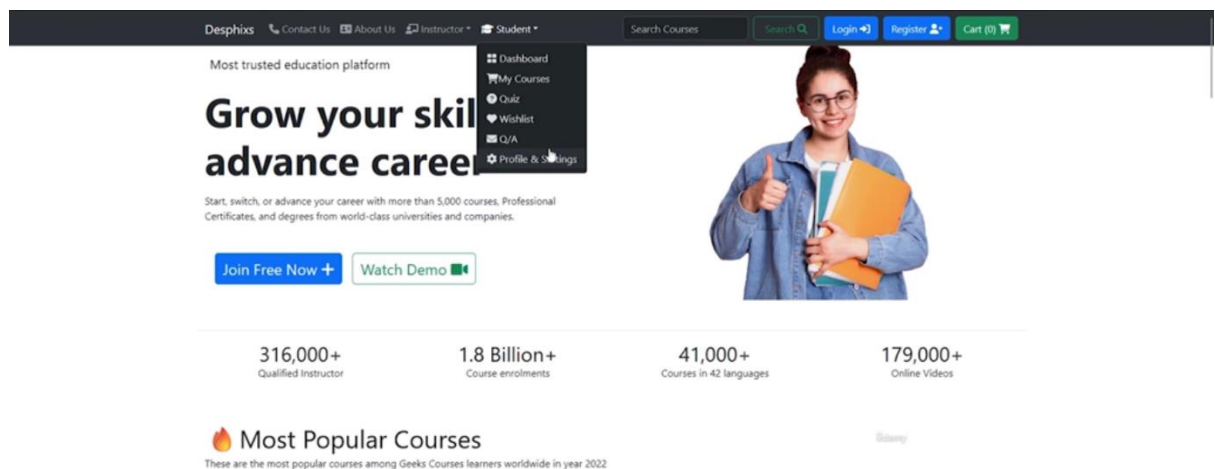 Desphixs Contact Us About Us Instructor Student Search Courses Search Login Register Cart (0)
Dashboard
My Courses
Quiz
Wishlist
Q/A
Profile & Settings
Most trusted education platform
Grow your skil
advance career
Start, switch, or advance your career with more than 5,000 courses, Professional
Certificates, and degrees from world-class universities and companies.
Join Free Now + Watch Demo
316,000+ 1.8 Billion+ 41,000+ 179,000+
Qualified Instructor Course enrolments Courses in 42 languages Online Videos
Most Popular Courses
Udemy
These are the most popular courses among Geeks Courses learners worldwide in year 2022